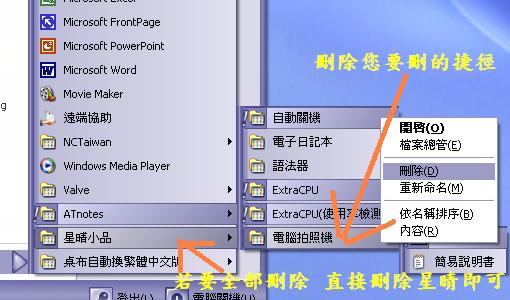 Microsoft Excel
Microsoft FrontPage
Microsoft PowerPoint
Microsoft Word
Movie Maker
遠端協助
NCTaiwan
Windows Media Player
Valve
ATnotes
星晴小品
桌布自動換繁體中文版
ng
登出(L)
電腦關機(U)
自動關機
電子日記本
語法器
ExtraCPU
ExtraCPU(使用率檢測
電腦拍照機
開啓(O)
檔案總管(E)
刪除(D)
重新命名(M)
依名稱排序(B)
內容(R)
簡易說明書
刪除您要刪的捷徑
若要全部刪除 直接刪除星晴即可